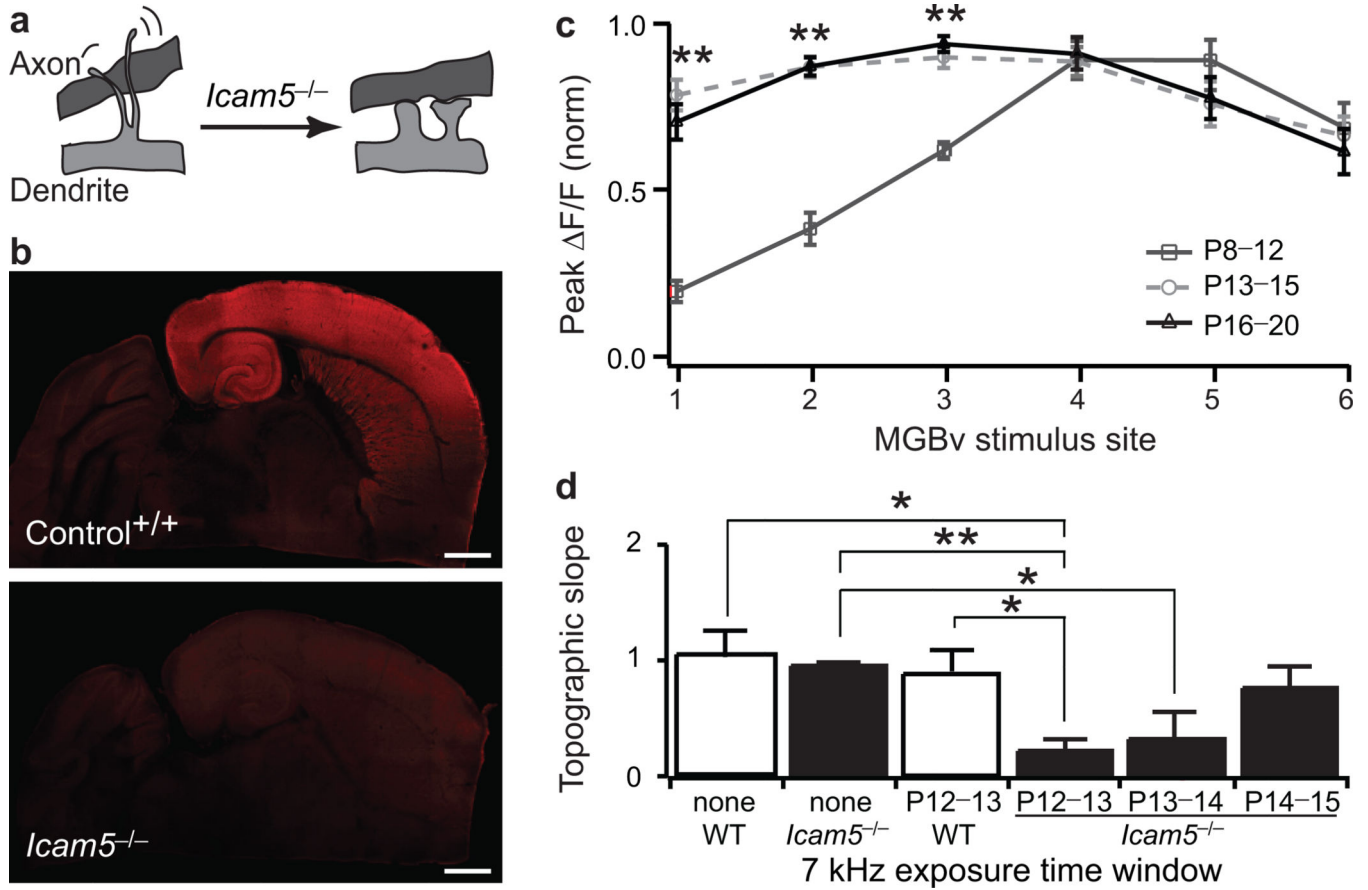 a
Axon
Icam5–/–
Dendrite
b
Control+/+
Icam5–/–
c
Peak ΔF/F (norm)
1.0
0.5
0.0
**
**
**
P8–12
P13–15
P16–20
1 2 3 4 5 6
MGBv stimulus site
d
Topographic slope
2
1
0
*
**
*
*
none none P12–13 P12–13 P13–14 P14–15
WT Icam5–/– WT Icam5–/–
7 kHz exposure time window